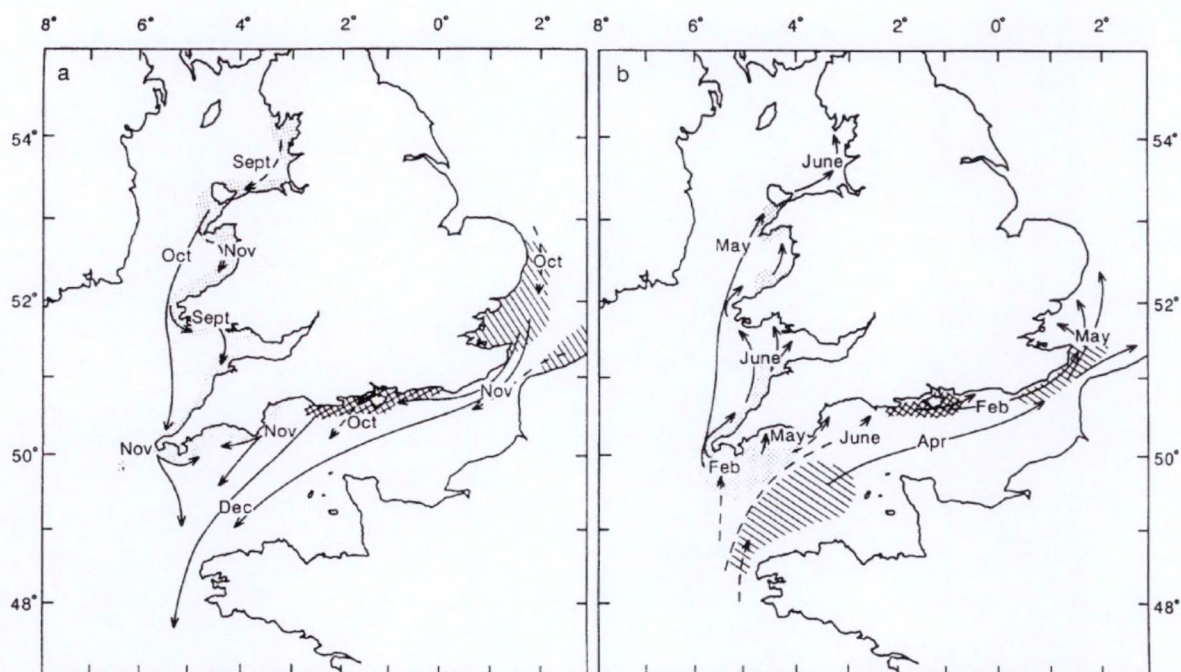 8° 6° 4° 2° 0° 2° 8° 6° 4° 2° 0° 2°
a b
54° 54°
Sept June
Oct Nov Oct May
52° 52°
Sept May
June
Nov
Oct Feb
Nov Nov May June Apr
50° 50°
Feb
Dec
48° 48°